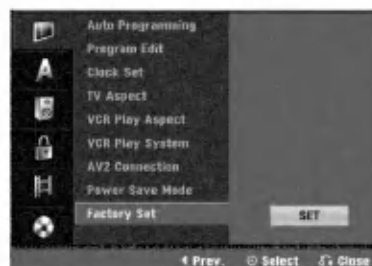 Auto Programming
Program Edit
Clock Set
TV Aspect
VCR Play Aspect
VCR Play System
AV2 Connection
Power Save Mode
Factory Set SET
Prev. Select Close